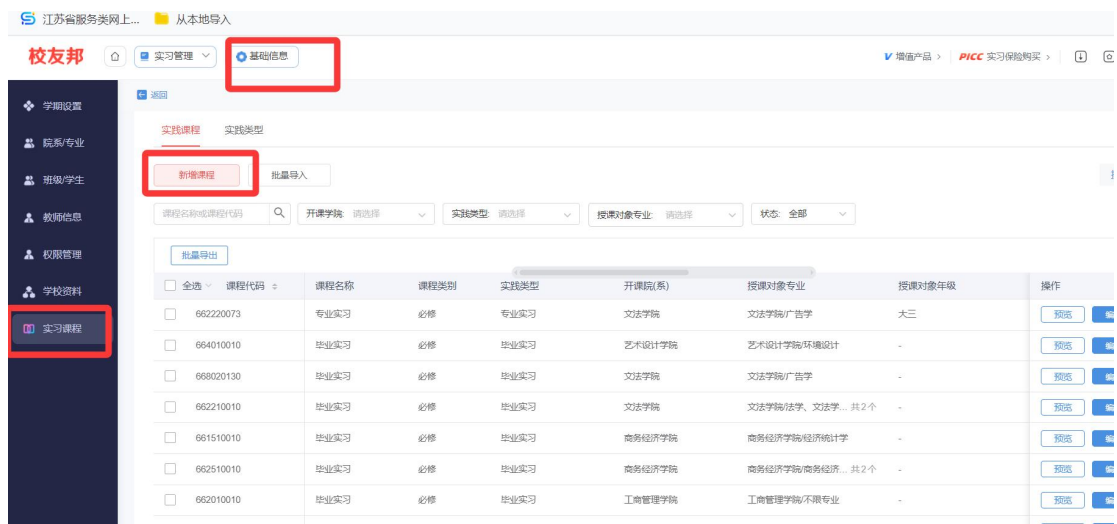 江苏省服务类网上... 从本地导入
校友邦 实习管理 基础信息 增值产品 > PICC 实习保险购买 >
学期设置
院系/专业
班级/学生
教师信息
权限管理
学校资料
实习课程
返回
实践课程 实践类型
新增课程 批量导入
课程名称或课程代码 开课学院: 请选择 实践类型: 请选择 授课对象专业: 请选择 状态: 全部
批量导出
全选 课程代码 课程名称 课程类别 实践类型 开课院(系) 授课对象专业 授课对象年级 操作
662220073 专业实习 必修 专业实习 文法学院 文法学院/广告学 大三 预览 编
664010010 毕业实习 必修 毕业实习 艺术设计学院 艺术设计学院/环境设计 - 预览 编
668020130 毕业实习 必修 毕业实习 文法学院 文法学院/广告学 - 预览 编
662210010 毕业实习 必修 毕业实习 文法学院 文法学院/法学、文法学... 共2个 - 预览 编
661510010 毕业实习 必修 毕业实习 商务经济学院 商务经济学院/经济统计学 - 预览 编
662510010 毕业实习 必修 毕业实习 商务经济学院 商务经济学院/商务经济... 共2个 - 预览 编
662010010 毕业实习 必修 毕业实习 工商管理学院 工商管理学院/不限专业 - 预览 编